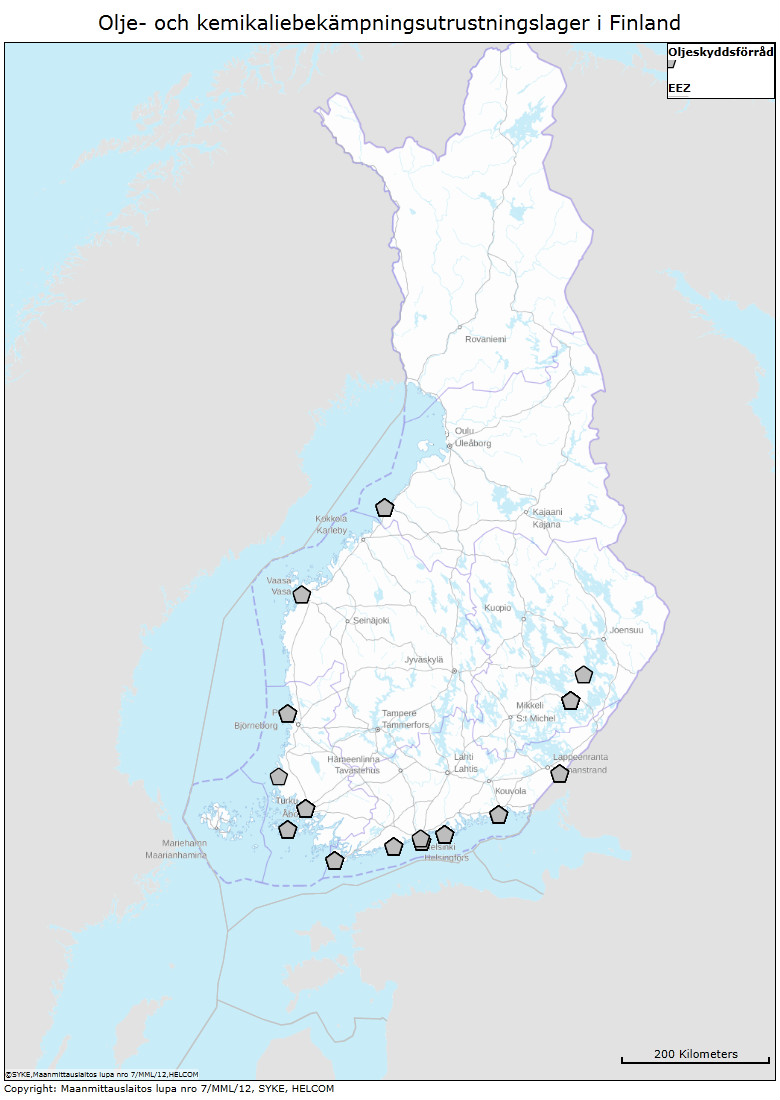 Olje- och kemikaliebekämpningsutrustningslager i Finland
Oljeskyddsförråd
EEZ
Rovaniemi
Oulu
Uleåborg
Kajaani
Kajana
Kokkola
Karleby
Vaasa
Vasa
Seinäjoki
Kuopio
Joensuu
Jyväskylä
Mikkeli
S:t Michel
Björneborg
Tampere
Tammerfors
Hämeenlinna
Tavastehus
Lahti
Lahtis
Lappeenranta
Kouvola
Turku
Mariehamn
Maarianhamina
Helsinki
Helsingfors
200 Kilometers
©SYKE,Maanmittauslaitos lupa nro 7/MML/12,HELCOM
Copyright: Maanmittauslaitos lupa nro 7/MML/12, SYKE, HELCOM